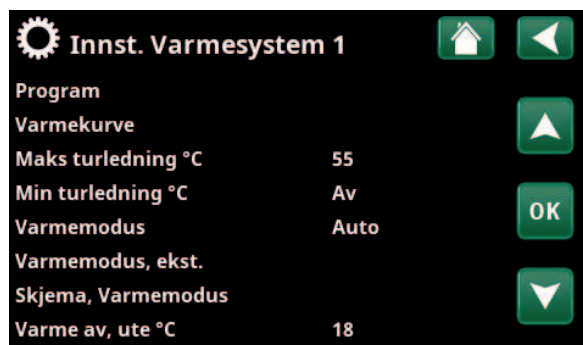 Innst. Varmesystem 1
Program
Varmekurve
Maks turledning °C 55
Min turledning °C Av
Varmemodus Auto
OK
Varmemodus, ekst.
Skjema, Varmemodus
Varme av, ute °C 18